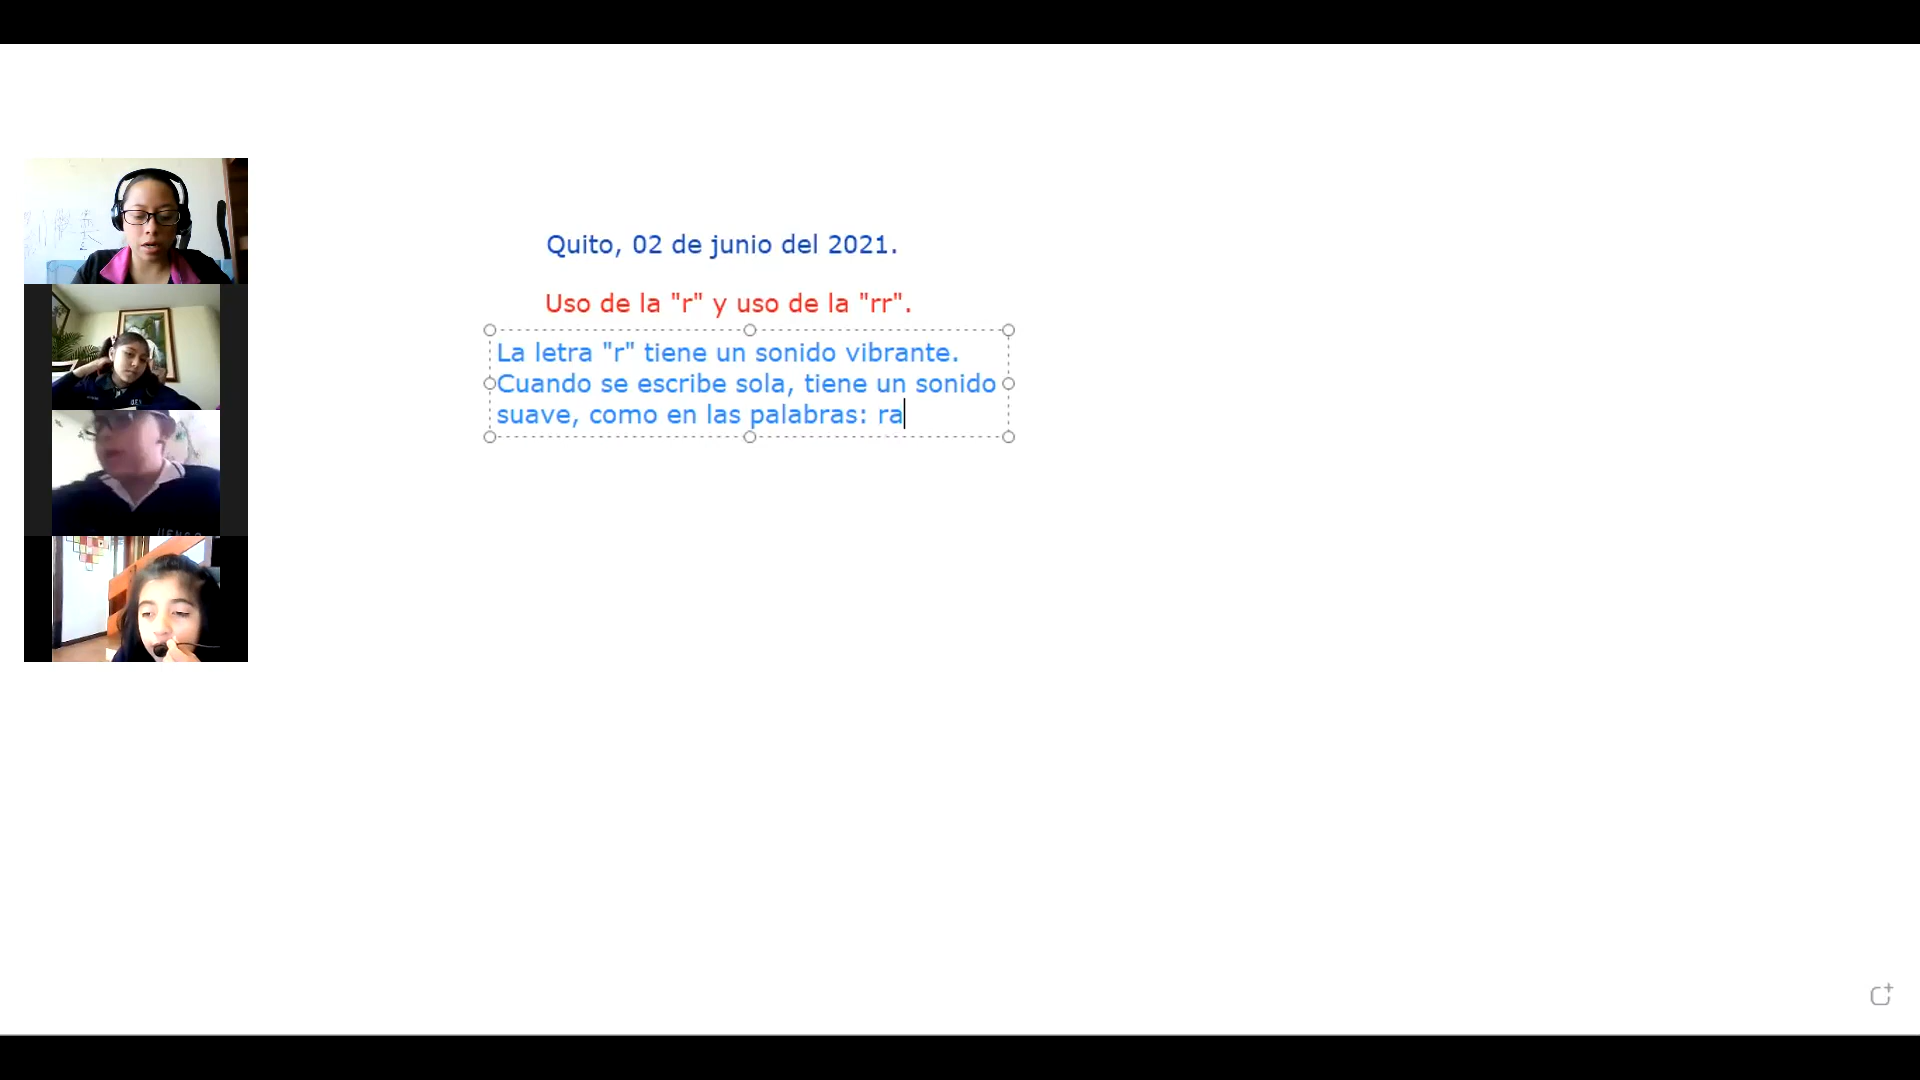 Quito, 02 de junio del 2021.
Uso de la "r" y uso de la "rr".
La letra "r" tiene un sonido vibrante.
Cuando se escribe sola, tiene un sonido
suave, como en las palabras: ra